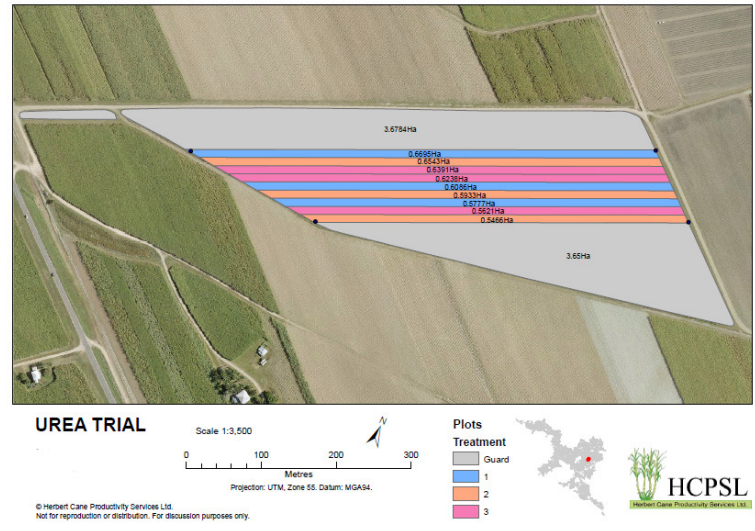 3.6784Ha
0.6695Ha
0.6543Ha
0.6391Ha
0.6238Ha
0.6086Ha
0.5933Ha
0.5777Ha
0.5621Ha
0.5466Ha
3.65Ha
UREA TRIAL
Scale 1:3,500
N
0 100 200 300
Metres
Projection: UTM, Zone 55, Datum: MGA94.
© Herbert Cane Productivity Services Ltd.
Not for reproduction or distribution. For discussion purposes only.
Plots
Treatment
Guard
1
2
3
HCPSL
Herbert Cane Productivity Services Ltd.